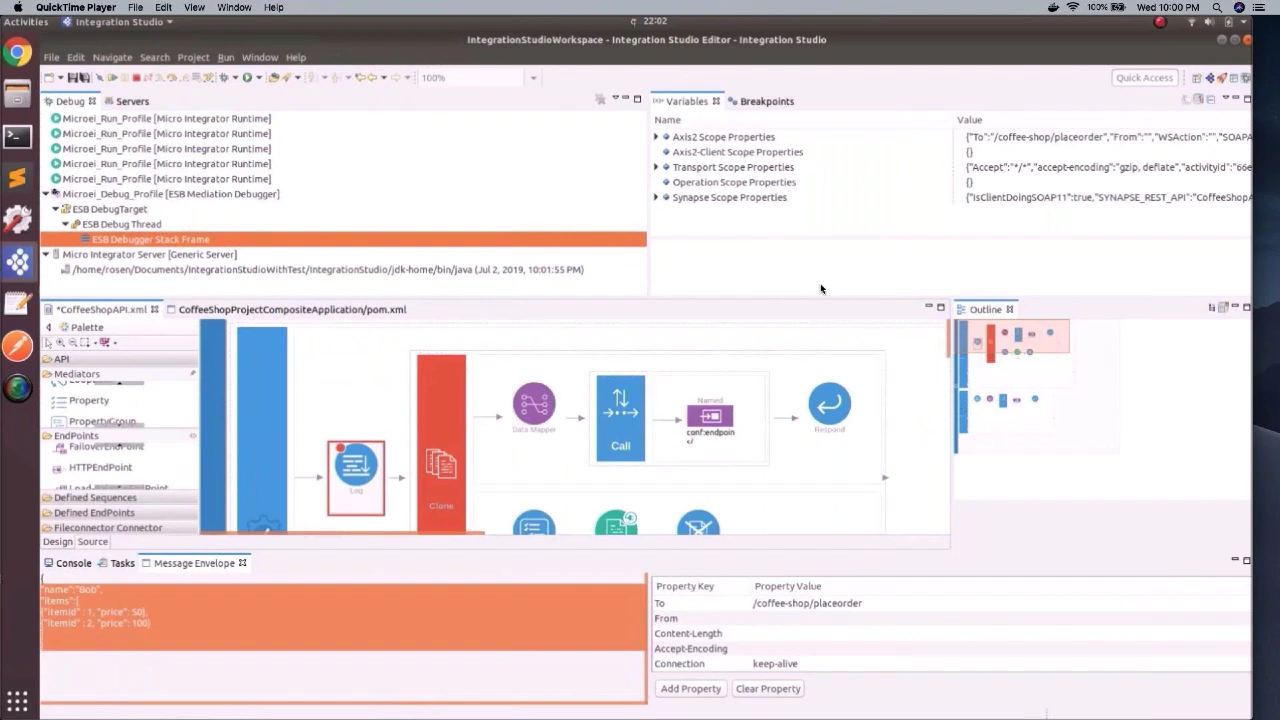 QuickTime Player File Edit View Window Help 100%
Activities Integration Studio 22:02
IntegrationStudioWorkspace - Integration Studio Editor - Integration Studio
File Edit Navigate Search Project Run Window Help
100% Quick Access
Debug Servers
Microei_Run_Profile [Micro Integrator Runtime]
Microei_Run_Profile [Micro Integrator Runtime]
Microei_Run_Profile [Micro Integrator Runtime]
Microei_Run_Profile [Micro Integrator Runtime]
Microei_Run_Profile [Micro Integrator Runtime]
Microei_Debug_Profile [ESB Mediation Debugger]
ESB DebugTarget
ESB Debug Thread
ESB Debugger Stack Frame
Micro Integrator Server [Generic Server]
/home/rosen/Documents/IntegrationStudioWithTest/IntegrationStudio/jdk-home/bin/java (Jul 2, 2019, 10:01:55 PM)
Variables Breakpoints
Name Value
Axis2 Scope Properties {"To":"/coffee-shop/placeorder","From":"","WSAction":"","SOAPA
Axis2-Client Scope Properties {}
Transport Scope Properties {"Accept":"*/*","accept-encoding":"gzip, deflate","activityid":"66e
Operation Scope Properties {}
Synapse Scope Properties {"IsClientDoingSOAP11":true,"SYNAPSE_REST_API":"CoffeeShopA
*CoffeeShopAPI.xml CoffeeShopProjectCompositeApplication/pom.xml
Palette
API
Mediators
Property
PropertyGroup
EndPoints
FailoverEndPoint
HTTPEndPoint
Defined Sequences
Defined EndPoints
Fileconnector Connector
Log
Clone
Data Mapper
Call
Named
conf:endpoin
Respond
Design Source
Outline
Console Tasks Message Envelope
{
"name":"Bob",
"items":[
{"itemid" : 1, "price": 50},
{"itemid" : 2, "price": 100}
Property Key Property Value
To /coffee-shop/placeorder
From
Content-Length
Accept-Encoding
Connection keep-alive
Add Property Clear Property